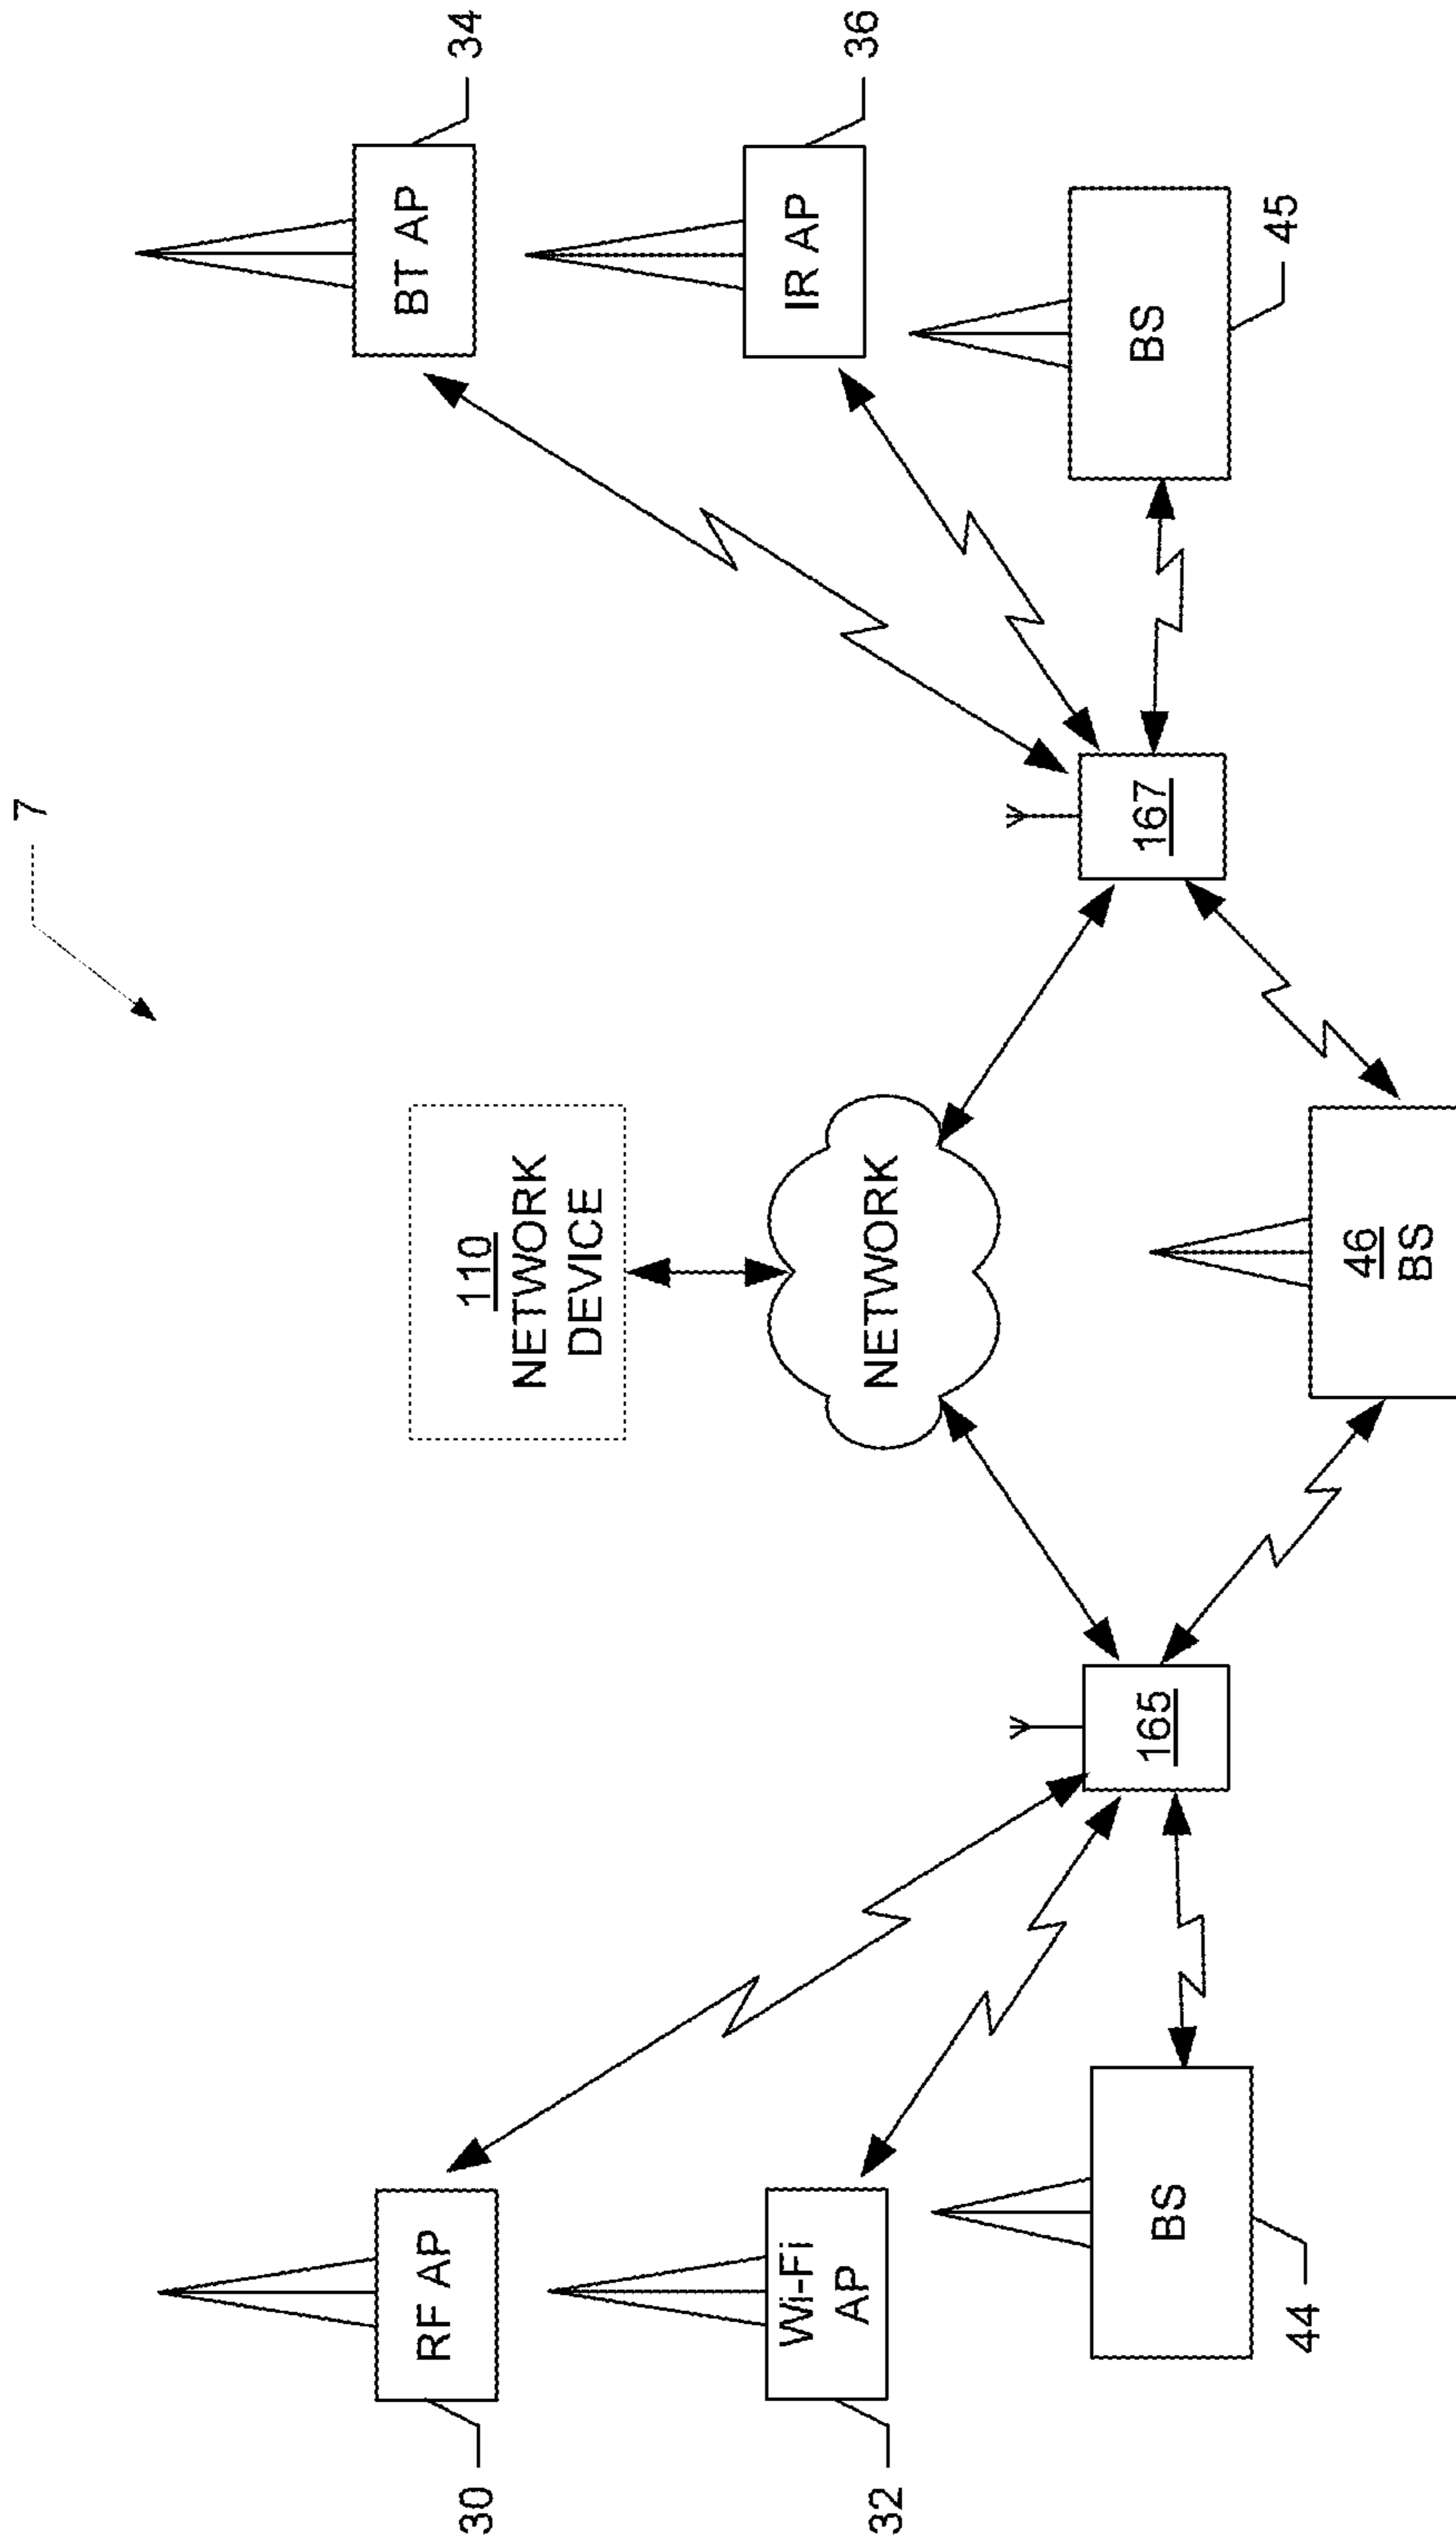 7
30
RF AP
BT AP
34
110
NETWORK
DEVICE
32
Wi-Fi
AP
NETWORK
IR AP
36
44
BS
165
167
BS
45
46
BS